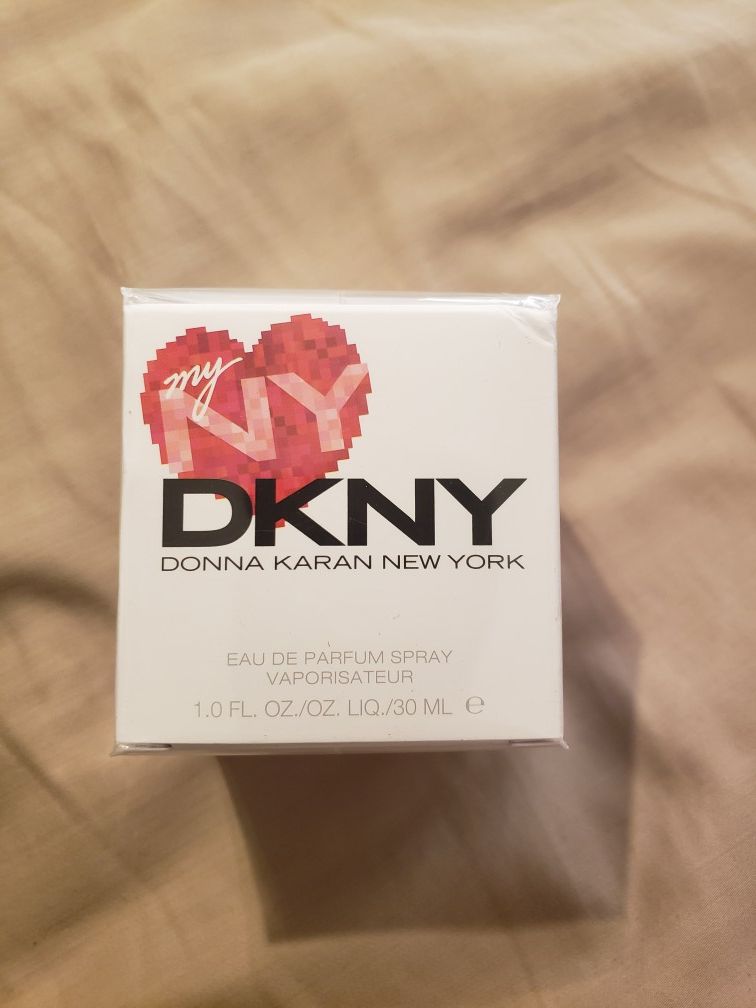 my
NY
DKNY
DONNA KARAN NEW YORK
EAU DE PARFUM SPRAY
VAPORISATEUR
1.0 FL. OZ./OZ. LIQ./30 ML ℮